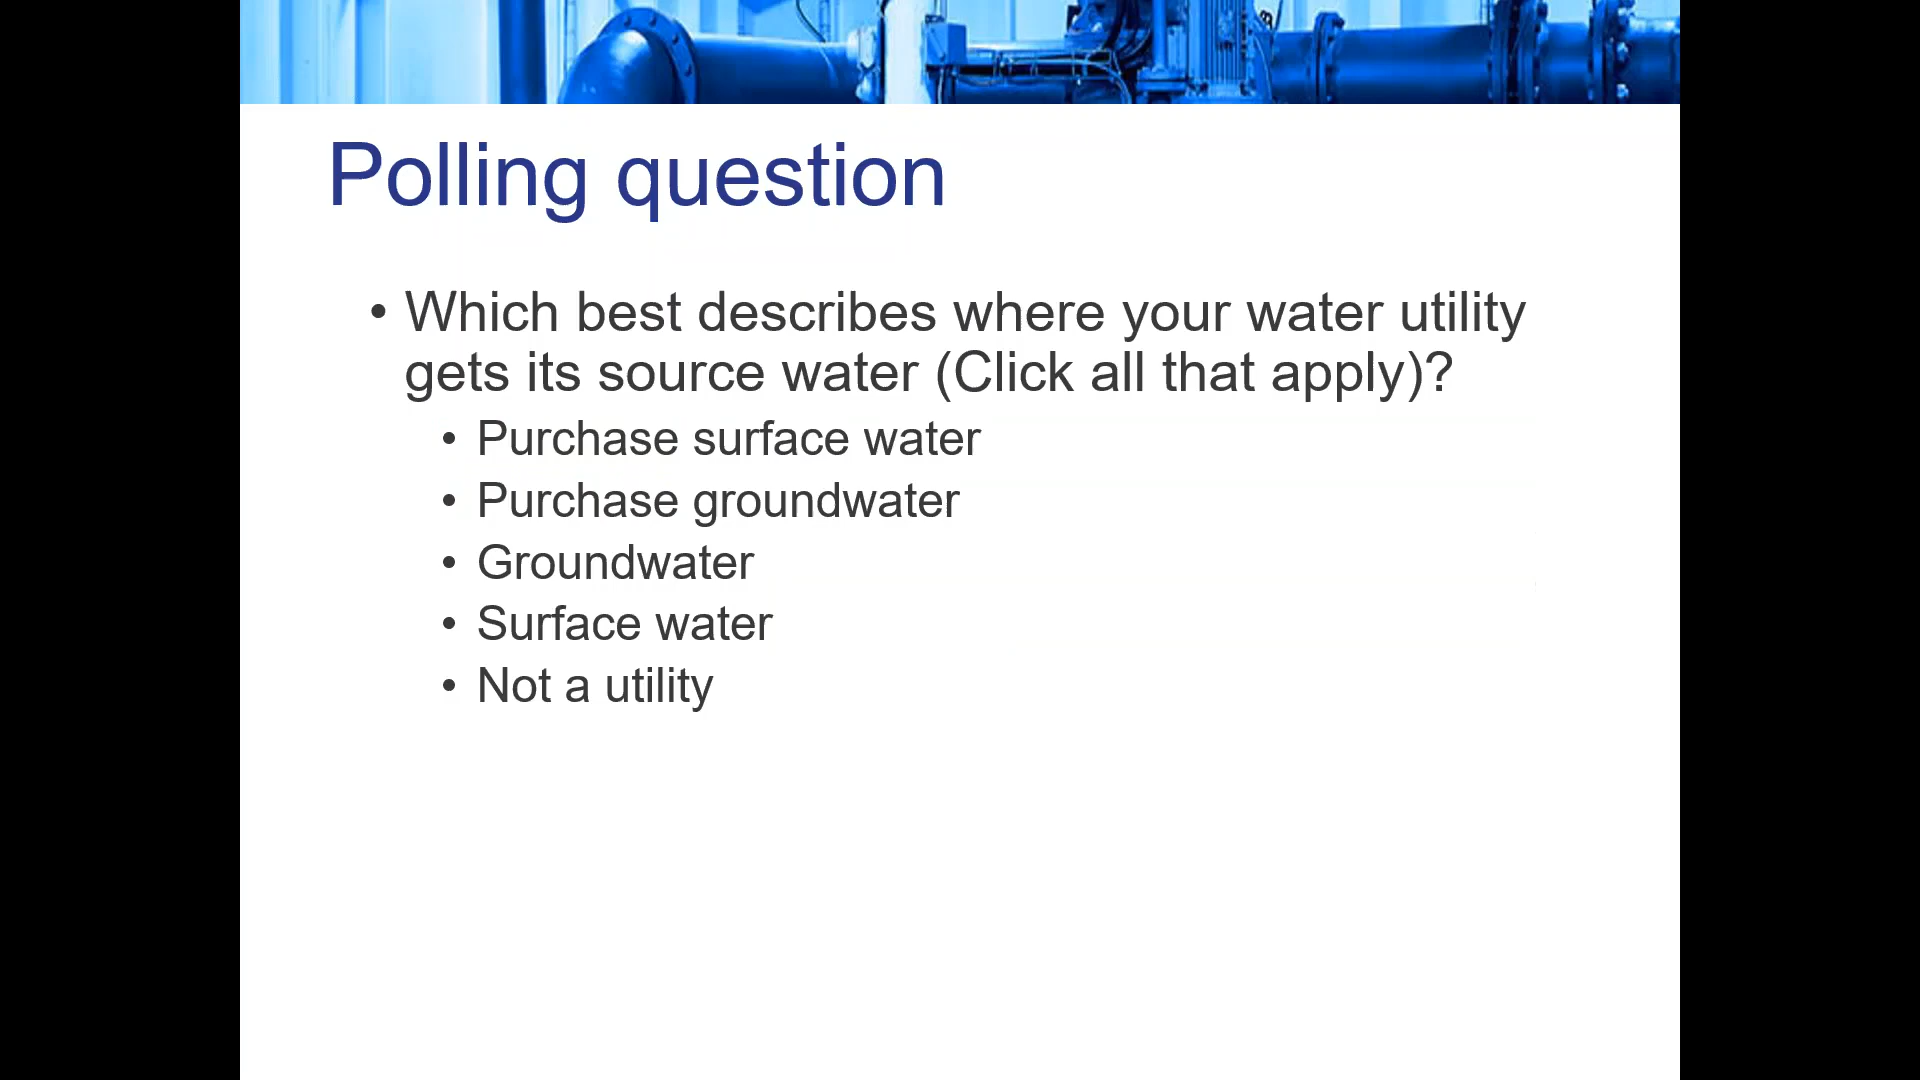 Polling question
• Which best describes where your water utility
gets its source water (Click all that apply)?
• Purchase surface water
• Purchase groundwater
• Groundwater
• Surface water
• Not a utility